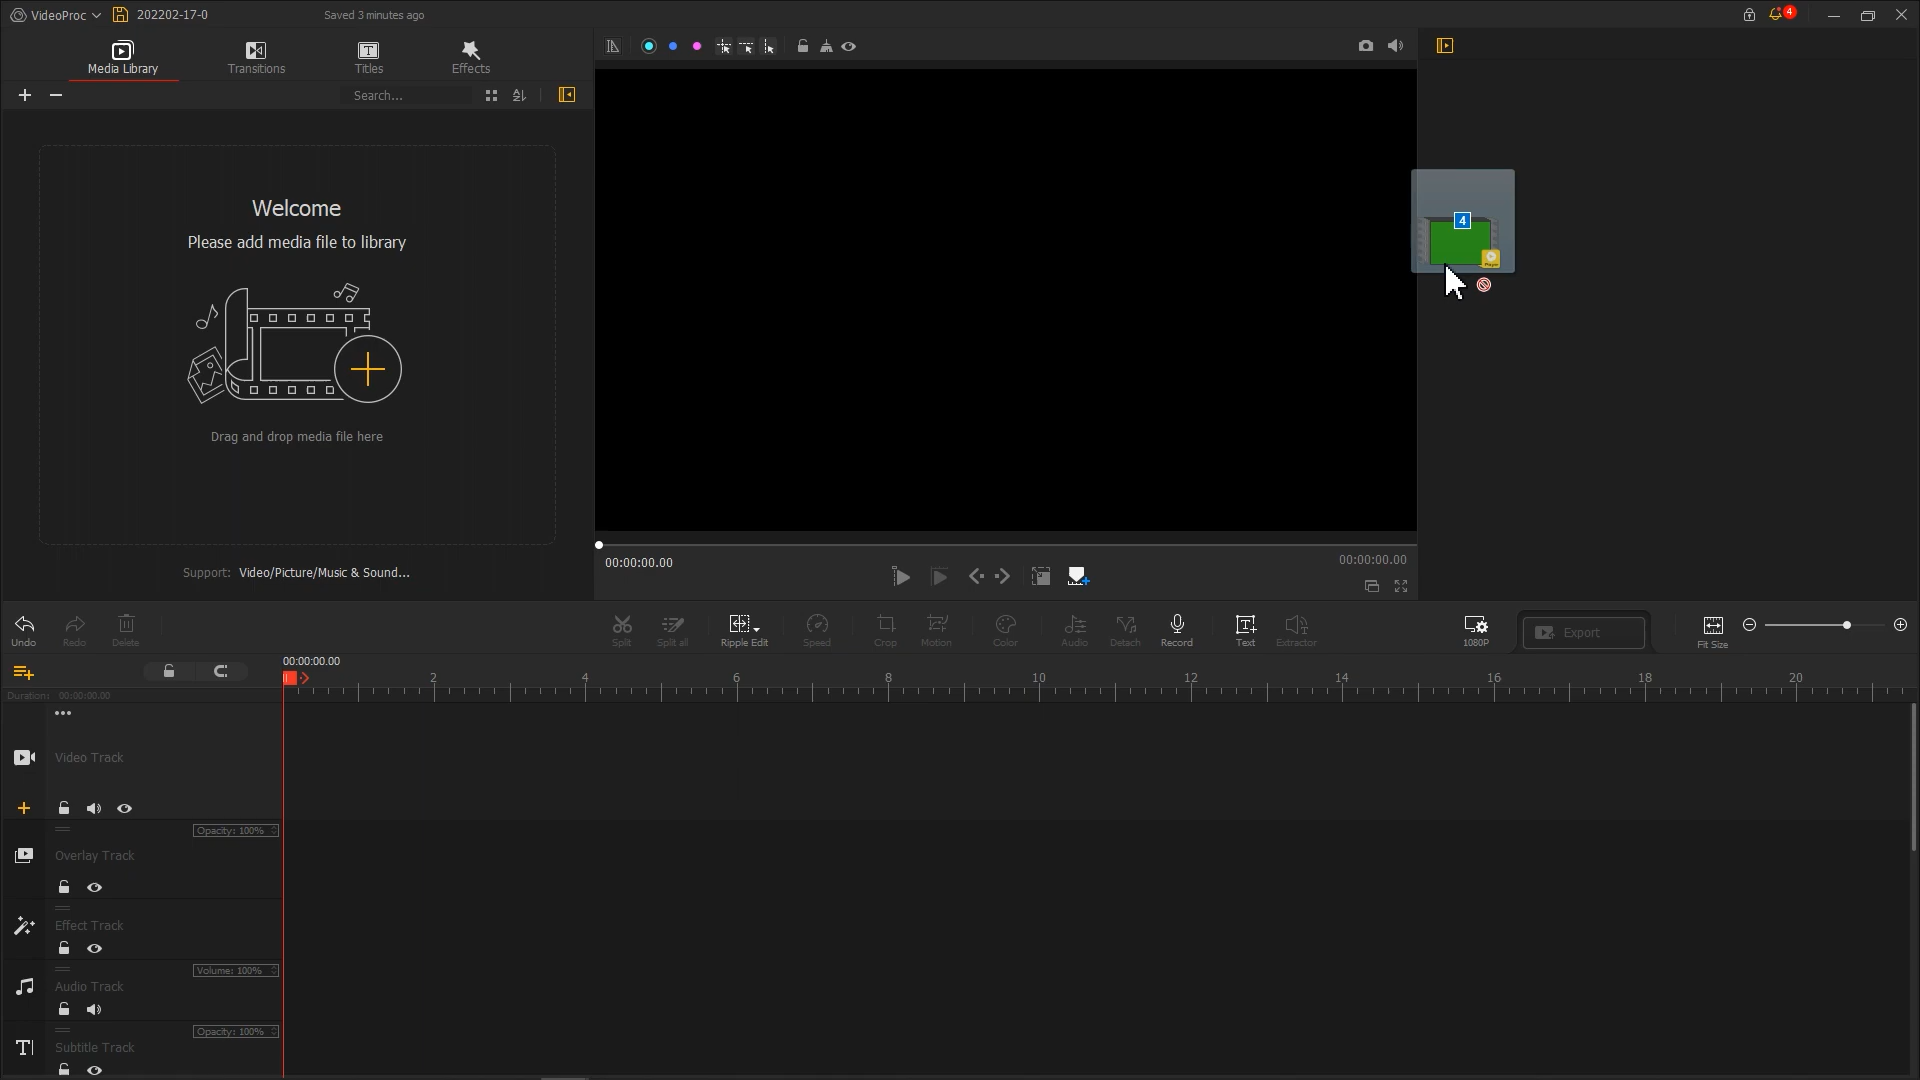 VideoProc
202202-17-0
Saved 3 minutes ago
4
Media Library
Transitions
Titles
Effects
Search...
Welcome
Please add media file to library
Drag and drop media file here
Support: Video/Picture/Music & Sound...
4
00:00:00.00
00:00:00.00
Undo
Redo
Delete
Split
Split all
Ripple Edit
Speed
Crop
Motion
Color
Audio
Detach
Record
Text
Extractor
1080P
Export
Fit Size
00:00:00.00
2
4
6
8
10
12
14
16
18
20
Duration: 00:00:00.00
Video Track
Opacity: 100%
Overlay Track
Effect Track
Volume: 100%
Audio Track
Opacity: 100%
Subtitle Track